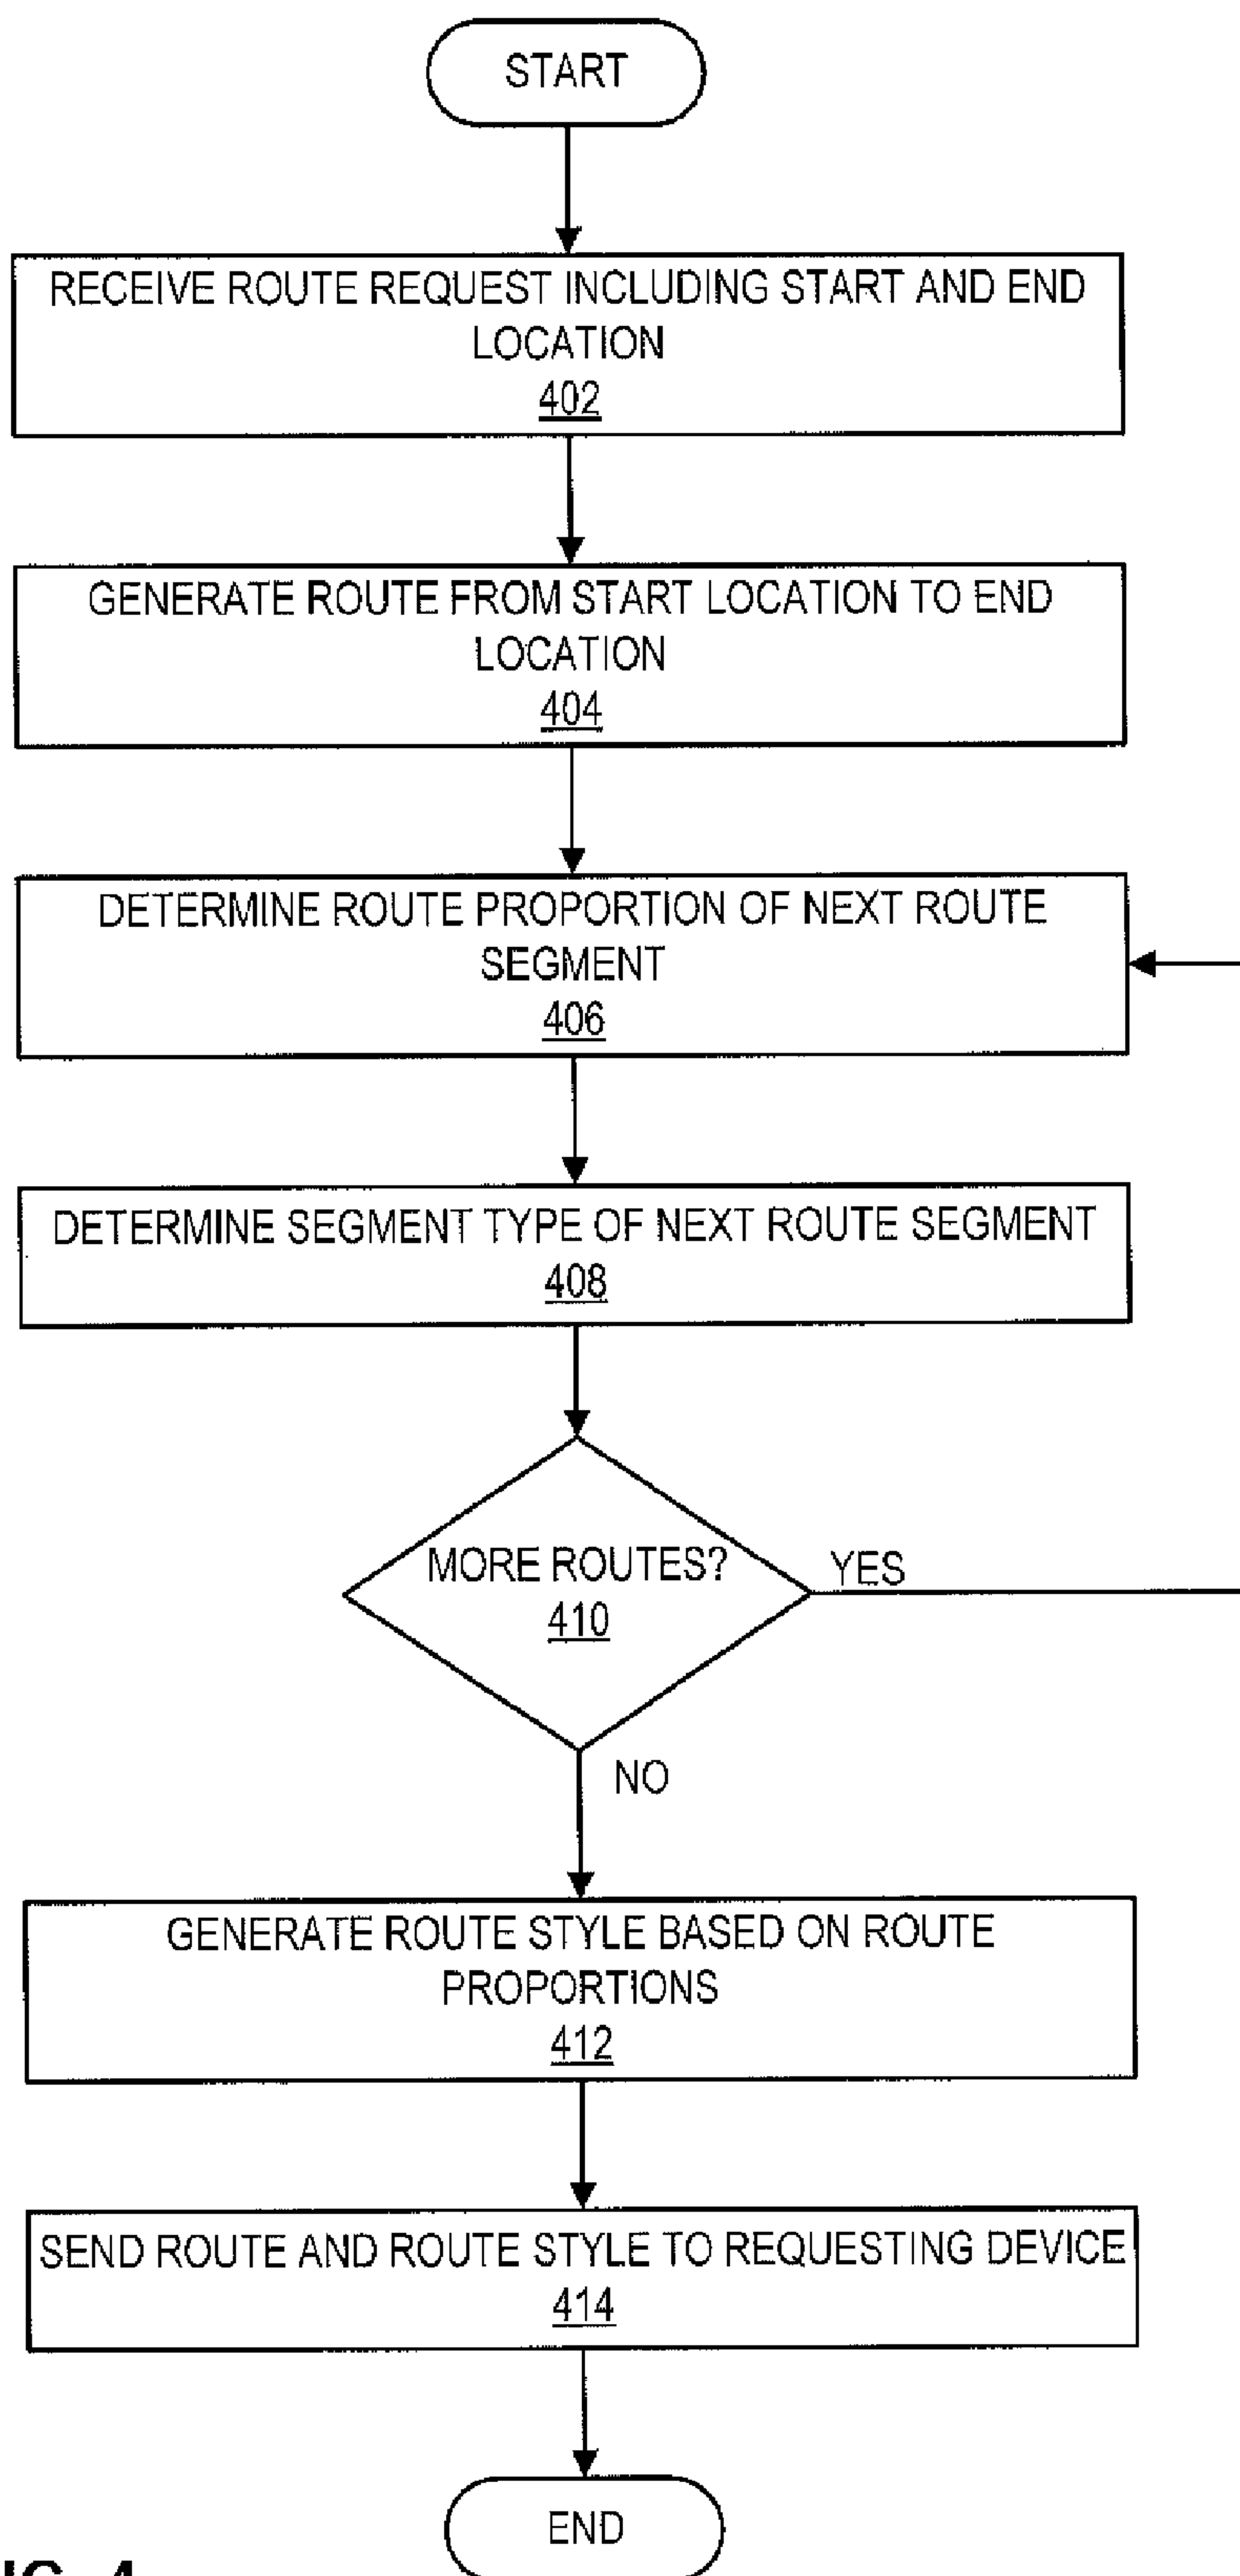 START
RECEIVE ROUTE REQUEST INCLUDING START AND END
LOCATION
402
GENERATE ROUTE FROM START LOCATION TO END
LOCATION
404
DETERMINE ROUTE PROPORTION OF NEXT ROUTE
SEGMENT
406
DETERMINE SEGMENT TYPE OF NEXT ROUTE SEGMENT
408
MORE ROUTES?
410
YES
NO
GENERATE ROUTE STYLE BASED ON ROUTE
PROPORTIONS
412
SEND ROUTE AND ROUTE STYLE TO REQUESTING DEVICE
414
END